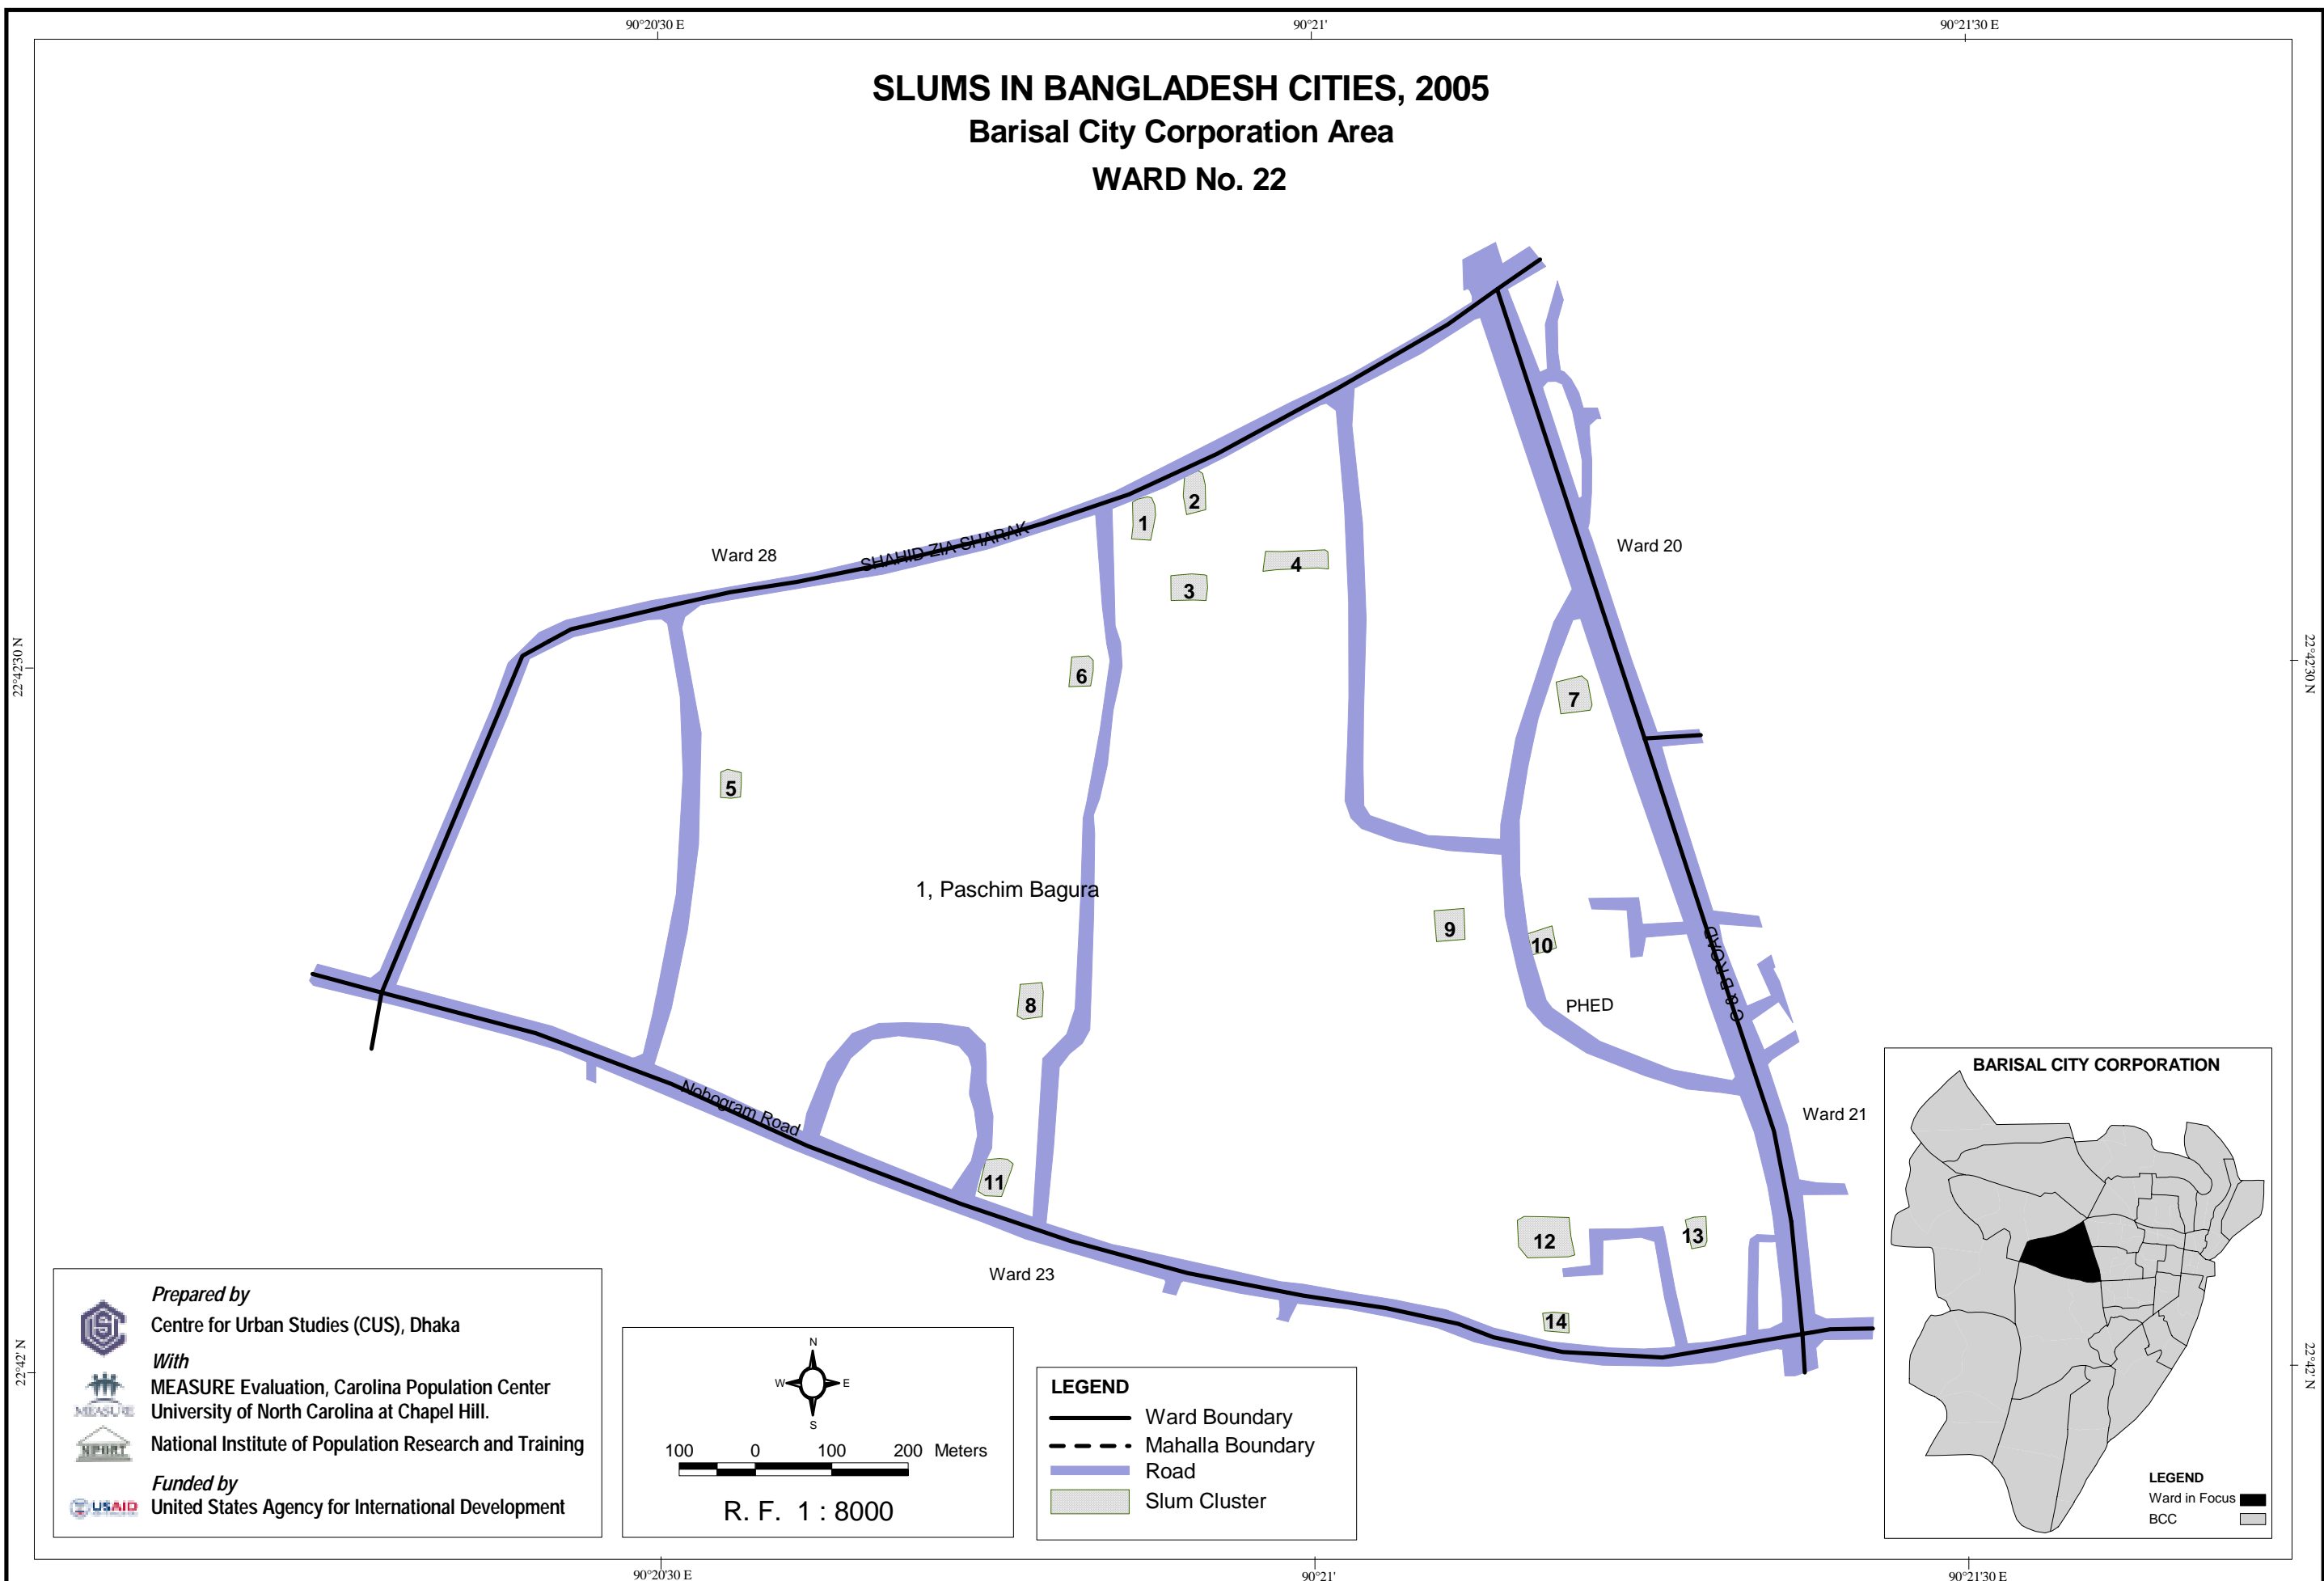 90°20'30 E
90°21'
90°21'30 E
SLUMS IN BANGLADESH CITIES, 2005
Barisal City Corporation Area
WARD No. 22
22°42'30 N
22°42'30 N
Ward 28
SHAHID ZIA SHARAK
Ward 20
1
2
3
4
6
7
5
1, Paschim Bagura
9
10
8
PHED
C & B ROAD
Ward 21
Nobogram Road
11
12
13
14
Ward 23
22°42' N
22°42' N
Prepared by
Centre for Urban Studies (CUS), Dhaka
With
MEASURE Evaluation, Carolina Population Center
University of North Carolina at Chapel Hill.
MEASURE
National Institute of Population Research and Training
NIPORT
Funded by
USAID
United States Agency for International Development
N
W E
S
100 0 100 200 Meters
R. F. 1 : 8000
LEGEND
Ward Boundary
Mahalla Boundary
Road
Slum Cluster
BARISAL CITY CORPORATION
LEGEND
Ward in Focus
BCC
90°20'30 E
90°21'
90°21'30 E